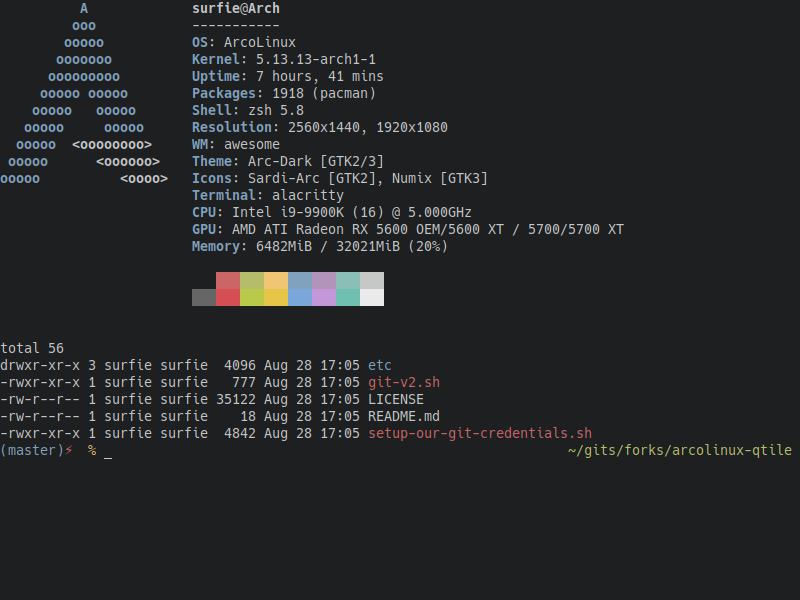 A surfie@Arch
ooo -----------
ooooo OS: ArcoLinux
ooooooo Kernel: 5.13.13-arch1-1
ooooooooo Uptime: 7 hours, 41 mins
ooooo ooooo Packages: 1918 (pacman)
ooooo ooooo Shell: zsh 5.8
ooooo ooooo Resolution: 2560x1440, 1920x1080
ooooo <oooooooo> WM: awesome
ooooo <oooooo> Theme: Arc-Dark [GTK2/3]
ooooo <oooo> Icons: Sardi-Arc [GTK2], Numix [GTK3]
Terminal: alacritty
CPU: Intel i9-9900K (16) @ 5.000GHz
GPU: AMD ATI Radeon RX 5600 OEM/5600 XT / 5700/5700 XT
Memory: 6482MiB / 32021MiB (20%)
total 56
drwxr-xr-x 3 surfie surfie 4096 Aug 28 17:05 etc
-rwxr-xr-x 1 surfie surfie 777 Aug 28 17:05 git-v2.sh
-rw-r--r-- 1 surfie surfie 35122 Aug 28 17:05 LICENSE
-rw-r--r-- 1 surfie surfie 18 Aug 28 17:05 README.md
-rwxr-xr-x 1 surfie surfie 4842 Aug 28 17:05 setup-our-git-credentials.sh
(master)⚡ % _ ~/gits/forks/arcolinux-qtile